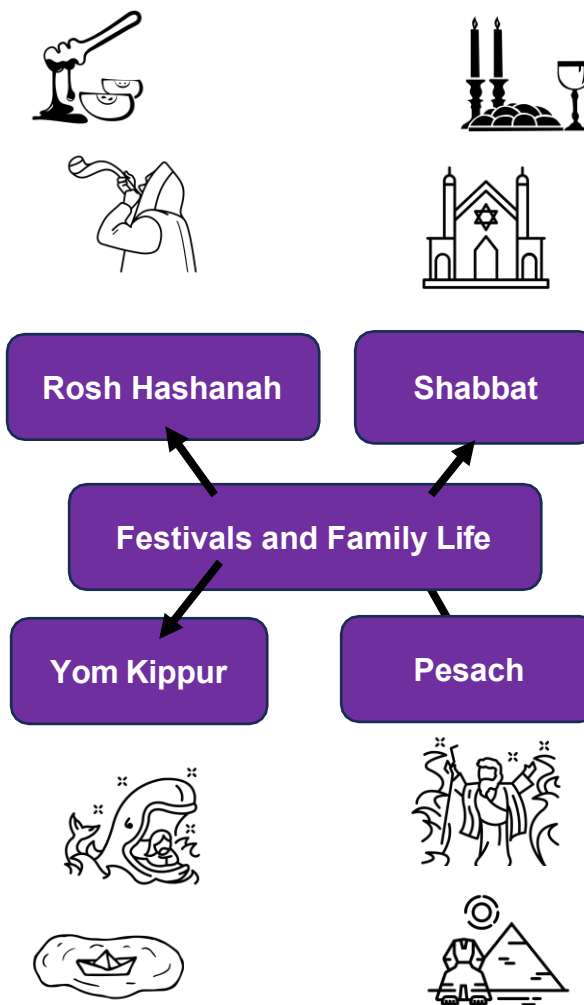 Rosh Hashanah
Shabbat
Festivals and Family Life
Yom Kippur
Pesach